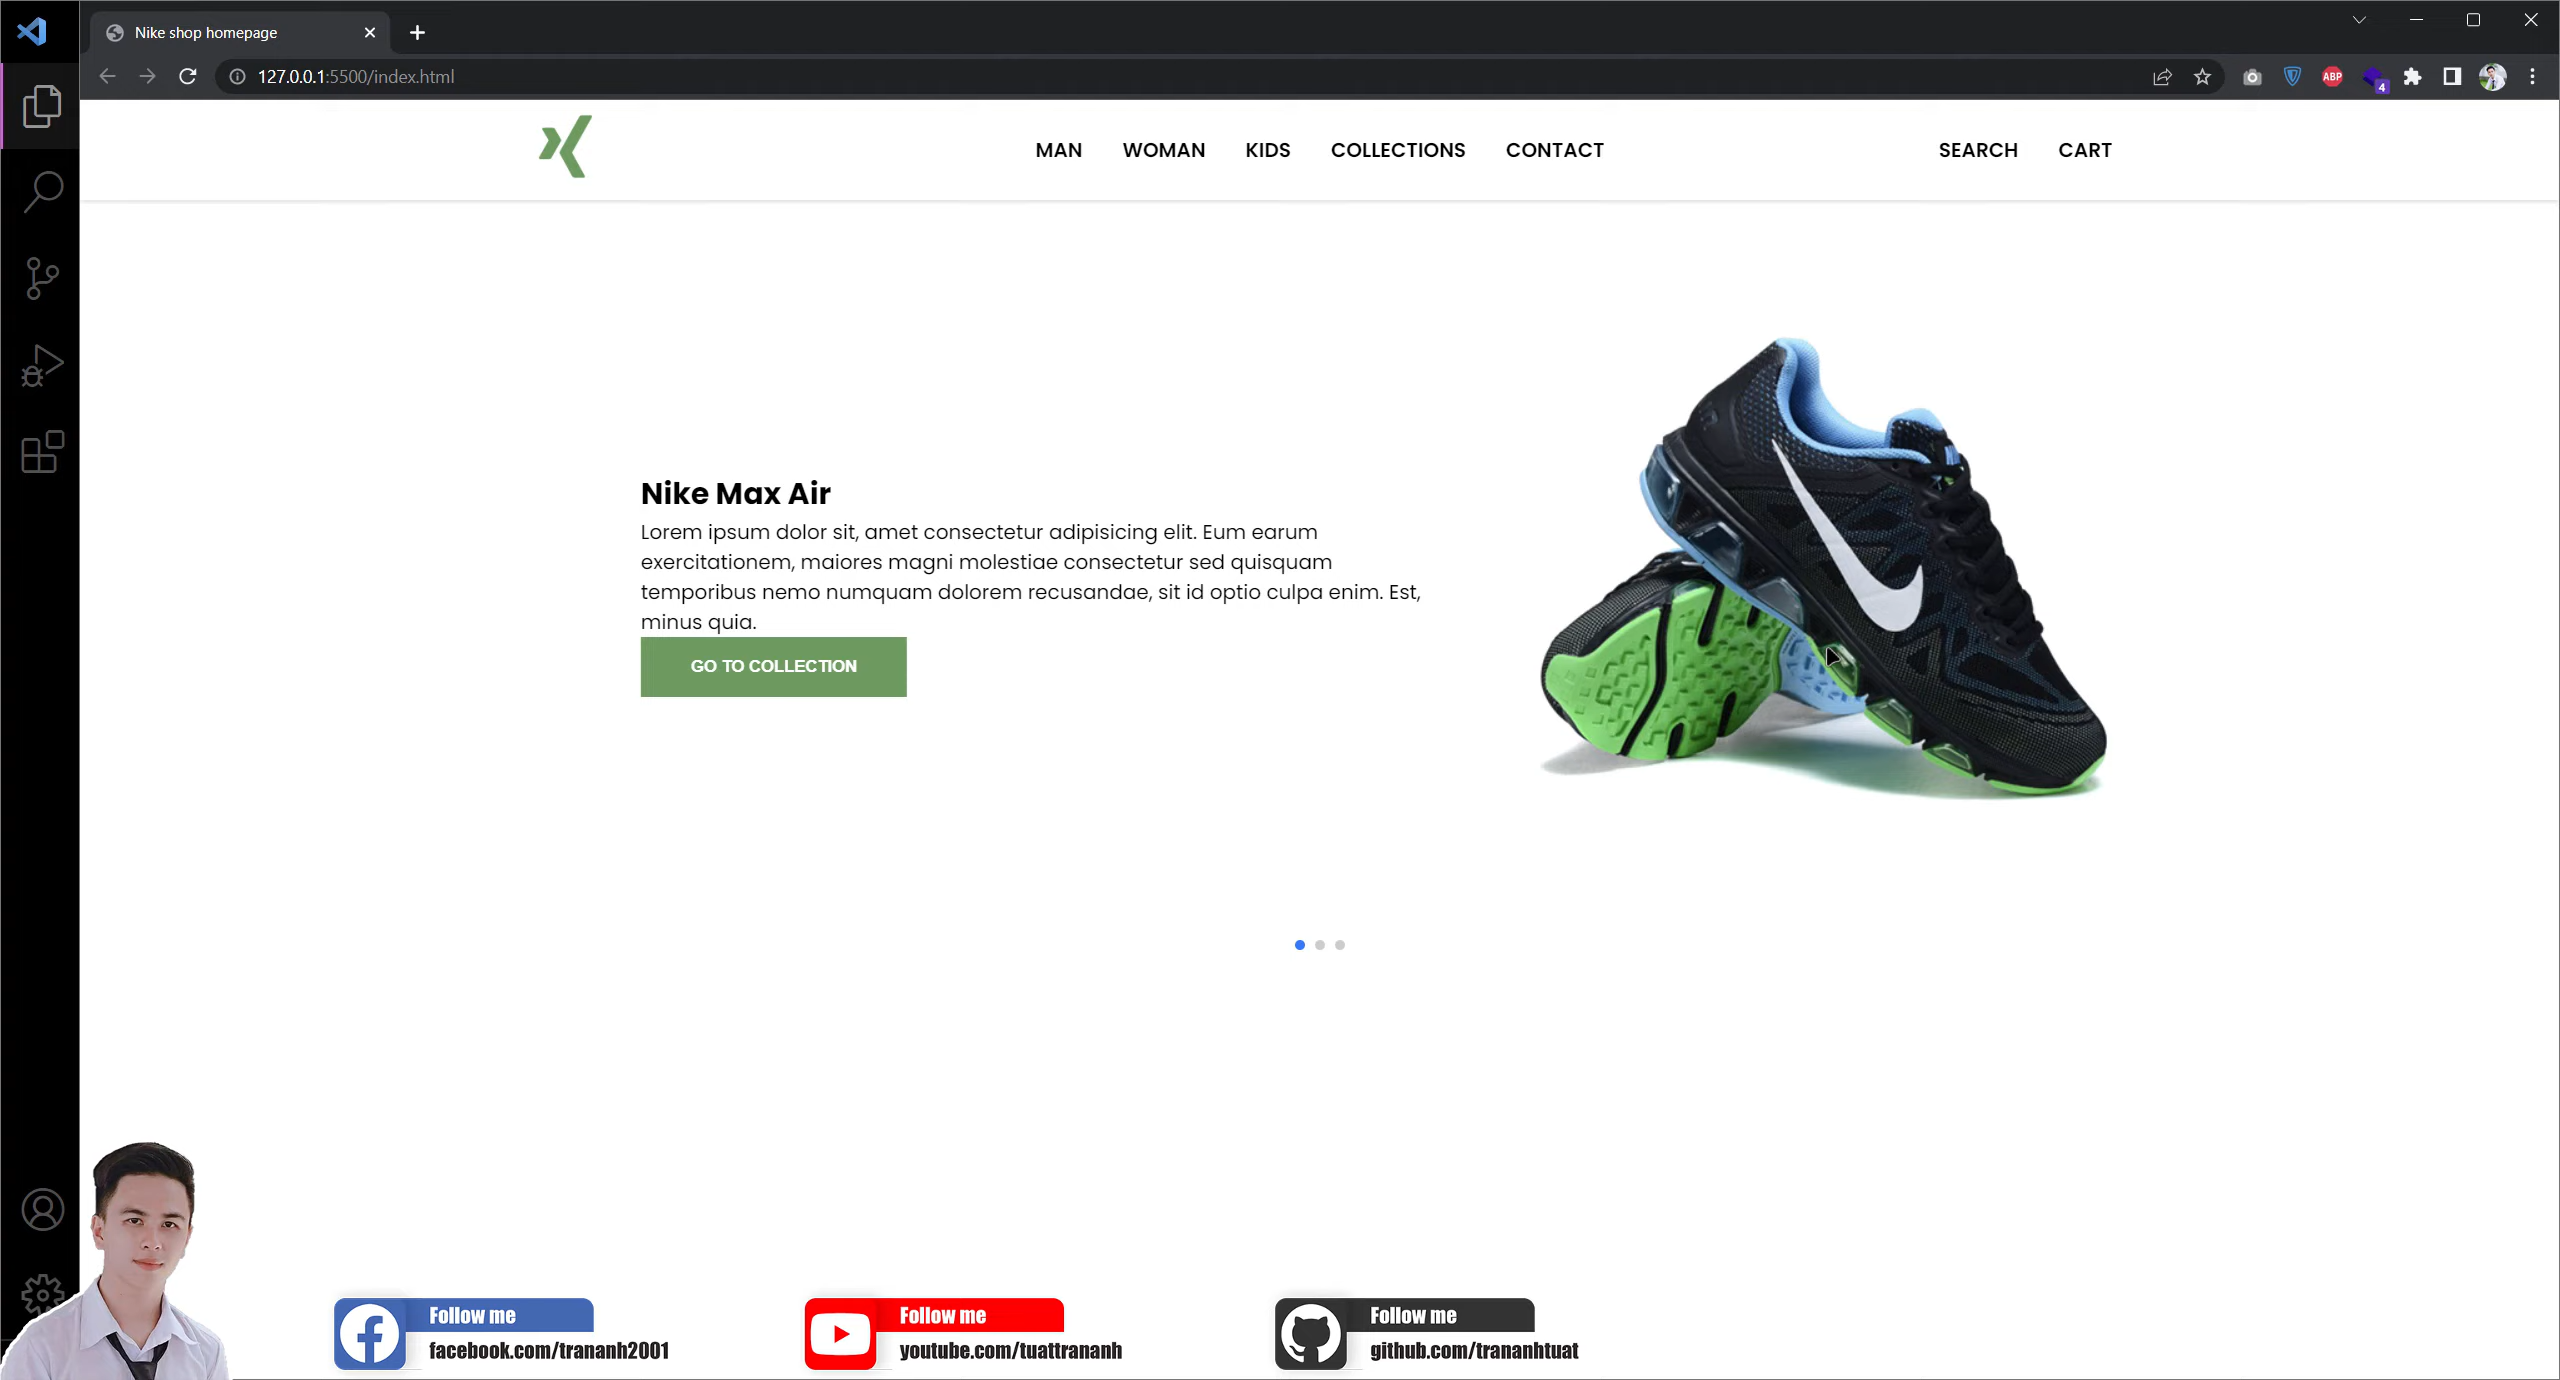 Nike shop homepage
127.0.0.1:5500/index.html
ABP
4
MAN WOMAN KIDS COLLECTIONS CONTACT SEARCH CART
Nike Max Air
Lorem ipsum dolor sit, amet consectetur adipisicing elit. Eum earum
exercitationem, maiores magni molestiae consectetur sed quisquam
temporibus nemo numquam dolorem recusandae, sit id optio culpa enim. Est,
minus quia.
GO TO COLLECTION
Follow me
facebook.com/trananh2001
Follow me
youtube.com/tuattrananh
Follow me
github.com/trananhtuat